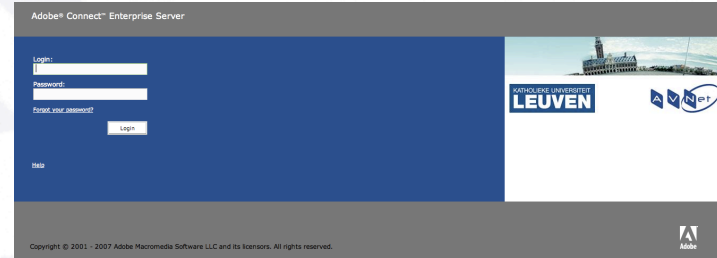 Adobe® Connect™ Enterprise Server
Login:
Password:
Forgot your password?
Login
Help
KATHOLIEKE UNIVERSITEIT
LEUVEN
AVNet
Copyright © 2001 - 2007 Adobe Macromedia Software LLC and its licensors. All rights reserved.
Adobe